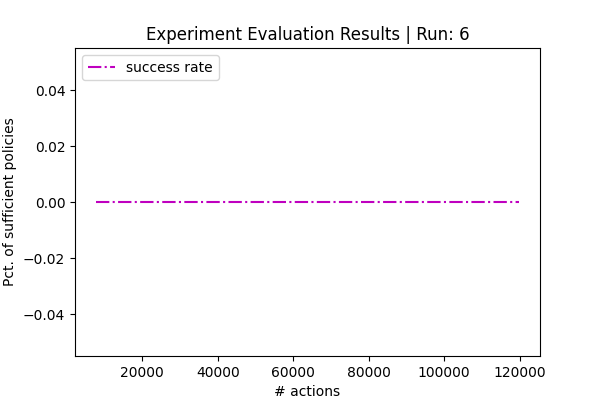 Experiment Evaluation Results | Run: 6
success rate
Pct. of sufficient policies
0.04
0.02
0.00
−0.02
−0.04
20000 40000 60000 80000 100000 120000
# actions